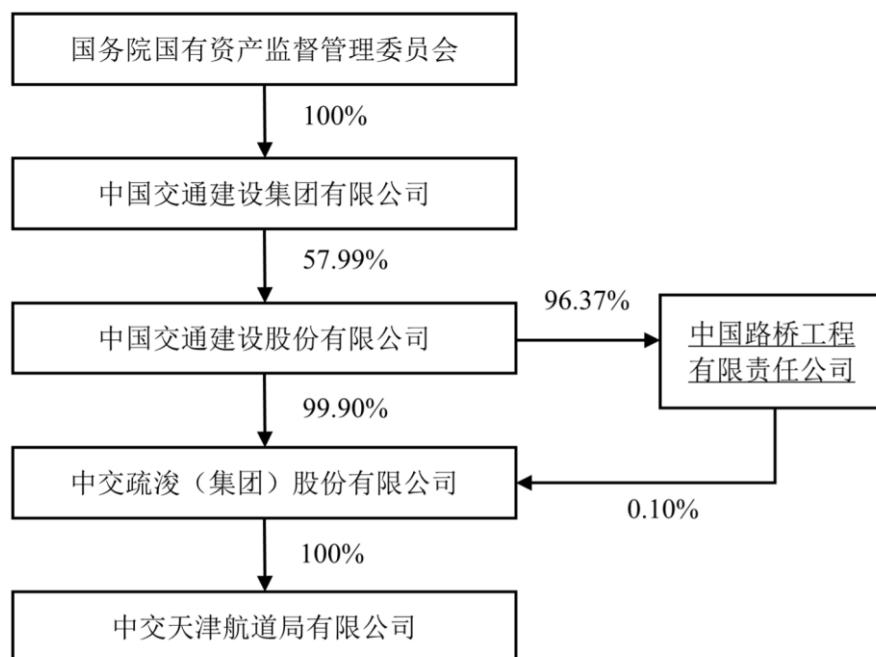 国务院国有资产监督管理委员会
100%
中国交通建设集团有限公司
57.99%
96.37%
中国交通建设股份有限公司
中国路桥工程
有限责任公司
99.90%
中交疏浚（集团）股份有限公司
0.10%
100%
中交天津航道局有限公司